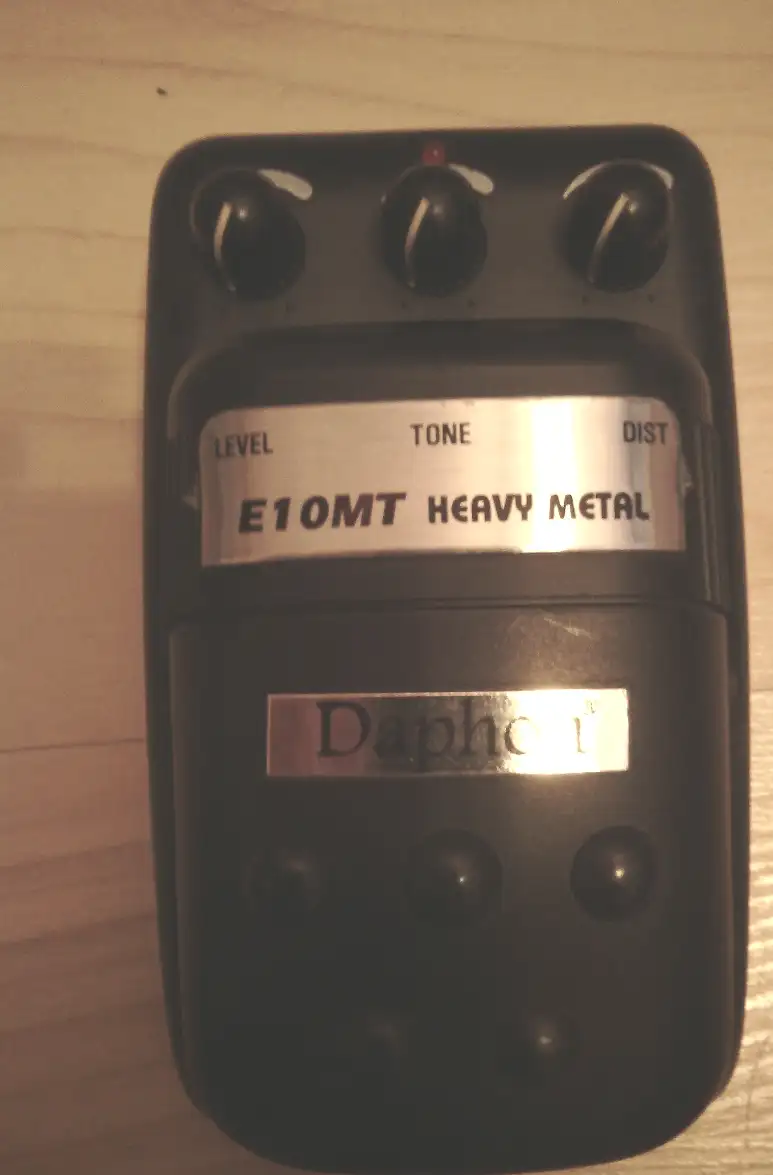 LEVEL TONE DIST
E10MT HEAVY METAL
Daphon